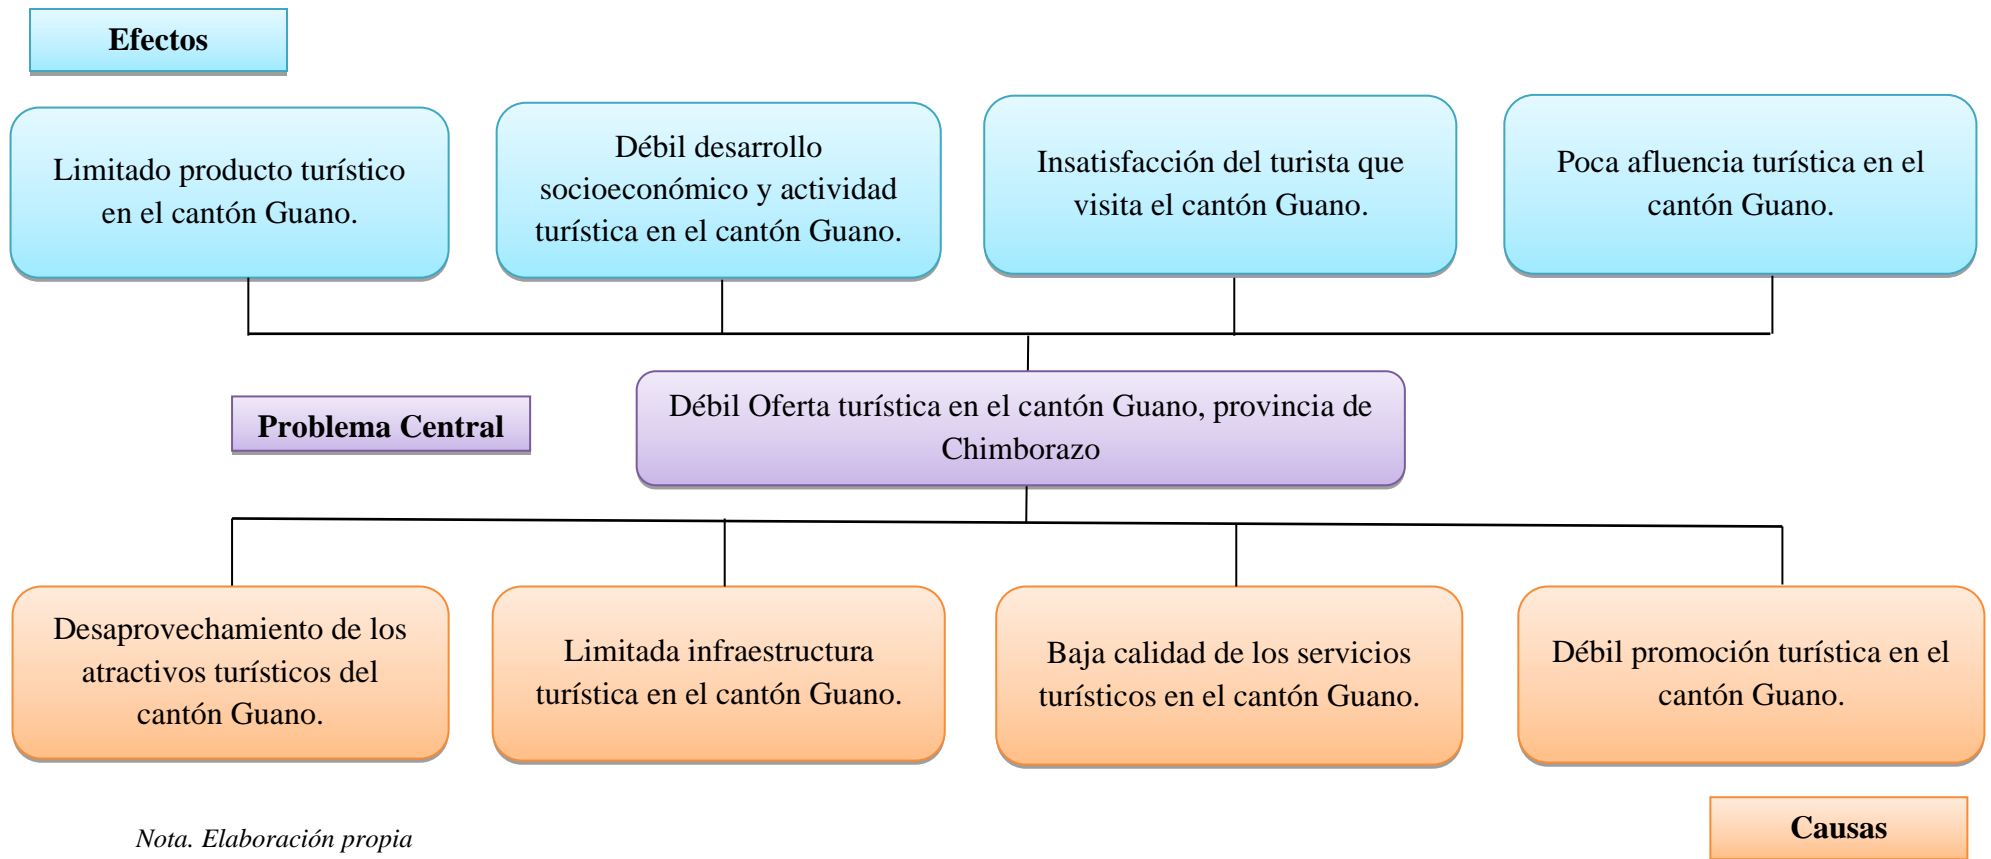 Efectos
Limitado producto turístico
en el cantón Guano.
Débil desarrollo
socioeconómico y actividad
turística en el cantón Guano.
Insatisfacción del turista que
visita el cantón Guano.
Poca afluencia turística en el
cantón Guano.
Problema Central
Débil Oferta turística en el cantón Guano, provincia de
Chimborazo
Desaprovechamiento de los
atractivos turísticos del
cantón Guano.
Limitada infraestructura
turística en el cantón Guano.
Baja calidad de los servicios
turísticos en el cantón Guano.
Débil promoción turística en el
cantón Guano.
Causas
Nota. Elaboración propia